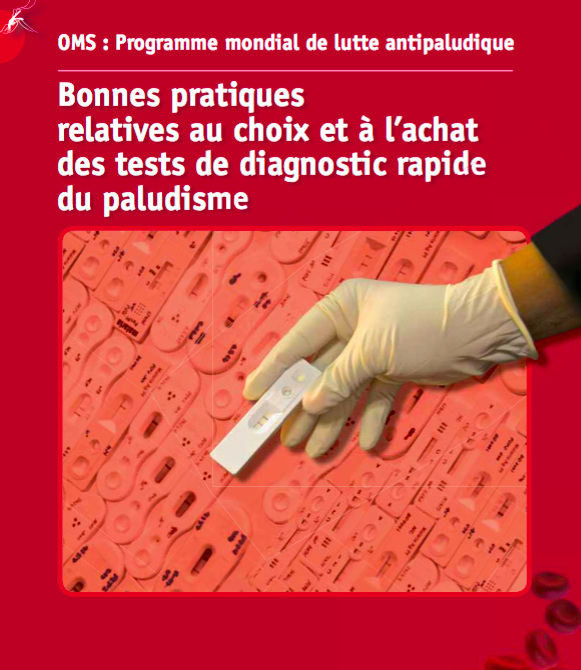 OMS : Programme mondial de lutte antipaludique
Bonnes pratiques
relatives au choix et à l’achat
des tests de diagnostic rapide
du paludisme